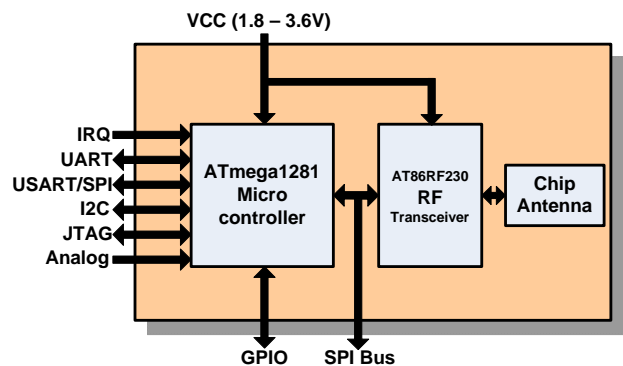 VCC (1.8 – 3.6V)
IRQ
UART
USART/SPI
I2C
JTAG
Analog
ATmega1281
Micro
controller
AT86RF230
RF
Transceiver
Chip
Antenna
GPIO
SPI Bus